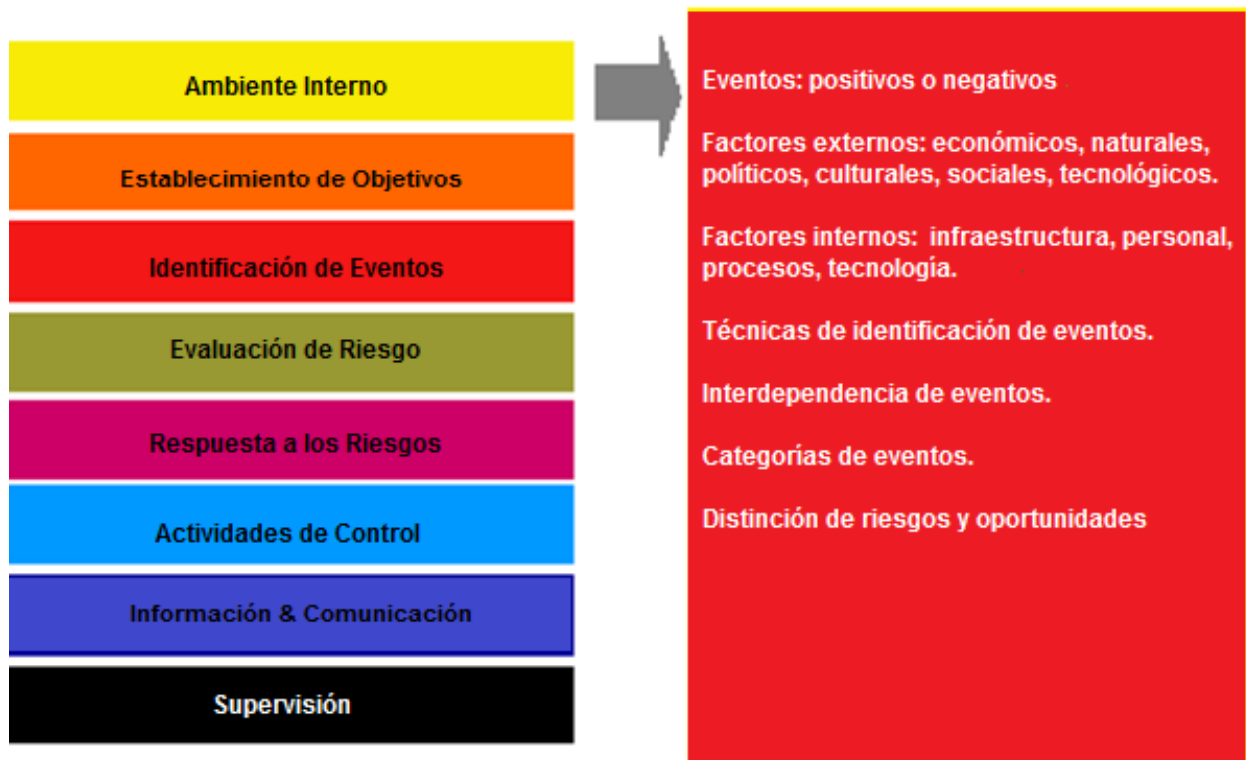 Ambiente Interno
Establecimiento de Objetivos
Identificación de Eventos
Evaluación de Riesgo
Respuesta a los Riesgos
Actividades de Control
Información & Comunicación
Supervisión
Eventos: positivos o negativos
Factores externos: económicos, naturales,
políticos, culturales, sociales, tecnológicos.
Factores internos: infraestructura, personal,
procesos, tecnología.
Técnicas de identificación de eventos.
Interdependencia de eventos.
Categorías de eventos.
Distinción de riesgos y oportunidades